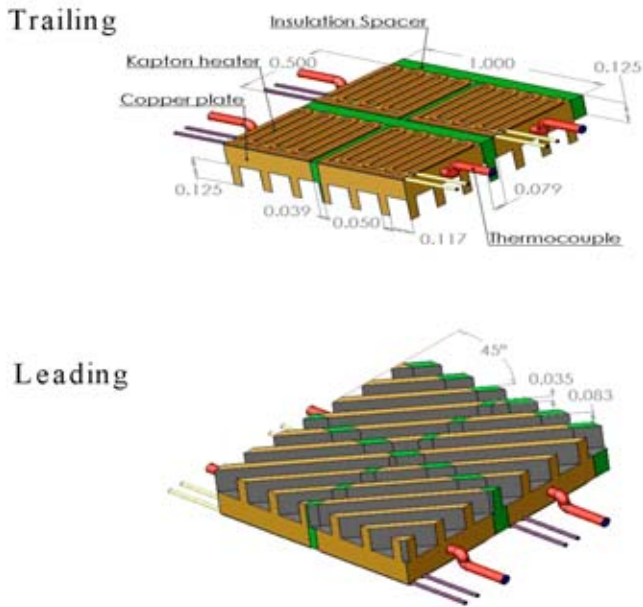 Trailing
Insulation Spacer
Kapton heater
0.500
1.000
0.125
Copper plate
0.125
0.079
0.039
0.050
0.117
Thermocouple
Leading
45°
0.035
0.083